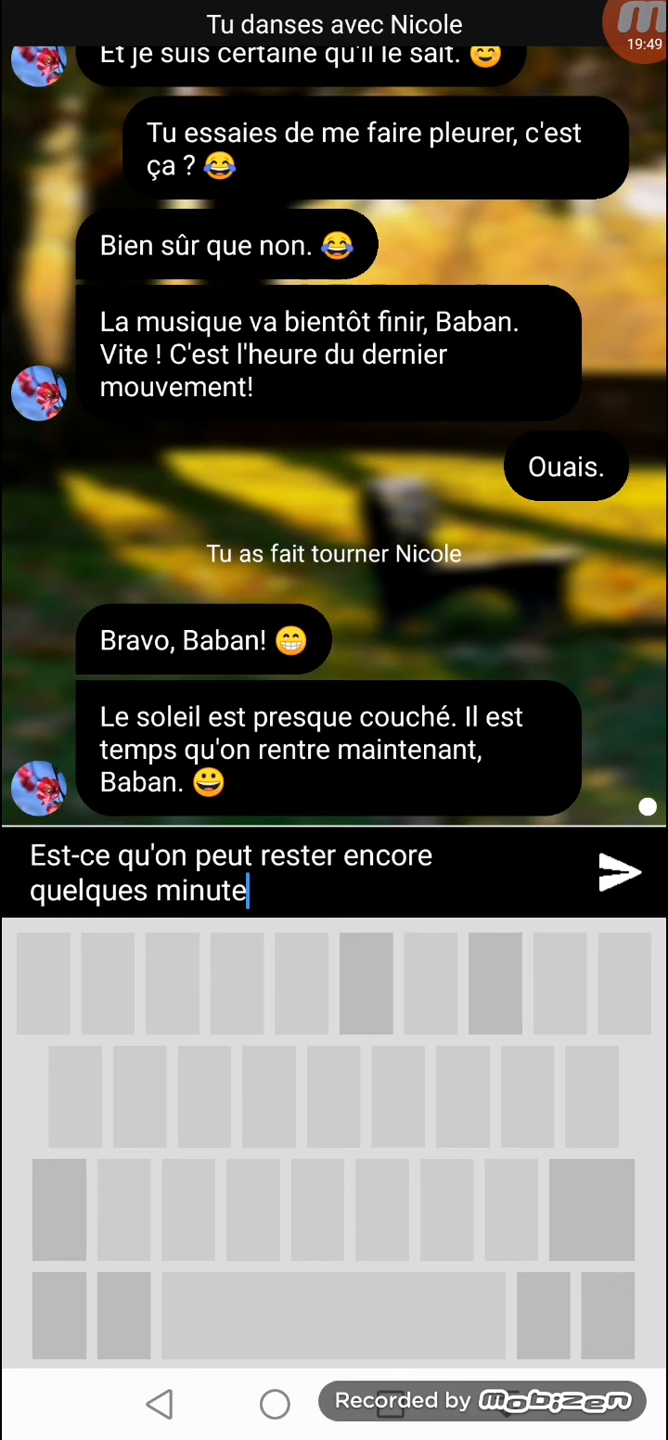 Tu danses avec Nicole
19:49
Et je suis certaine qu'il le sait. 😊
Tu essaies de me faire pleurer, c'est
ça ? 😂
Bien sûr que non. 😂
La musique va bientôt finir, Baban.
Vite ! C'est l'heure du dernier
mouvement!
Ouais.
Tu as fait tourner Nicole
Bravo, Baban! 😁
Le soleil est presque couché. Il est
temps qu'on rentre maintenant,
Baban. 😀
Est-ce qu'on peut rester encore
quelques minute
Recorded by mobizen